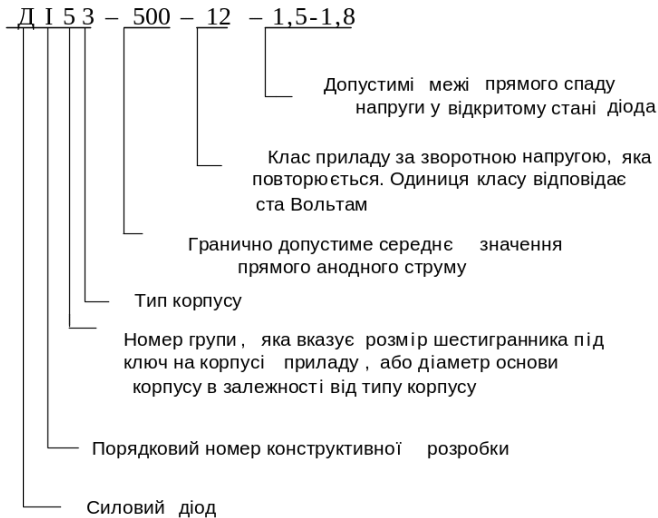 Д І 5 3 – 500 – 12 – 1,5-1,8
Допустимі межі прямого спаду
напруги у відкритому стані діода
Клас приладу за зворотною напругою, яка
повторюється. Одиниця класу відповідає
ста Вольтам
Гранично допустиме середнє значення
прямого анодного струму
Тип корпусу
Номер групи, яка вказує розмір шестигранника під
ключ на корпусі приладу, або діаметр основи
корпусу в залежності від типу корпусу
Порядковий номер конструктивної розробки
Силовий діод